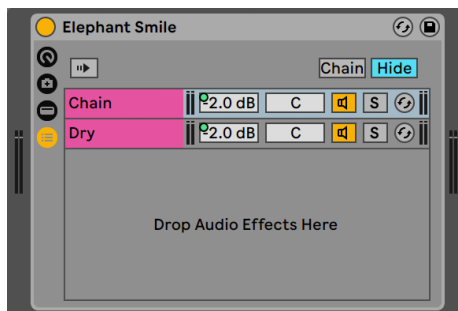 Elephant Smile
Chain Hide
Chain -2.0 dB C S
Dry -2.0 dB C S
Drop Audio Effects Here